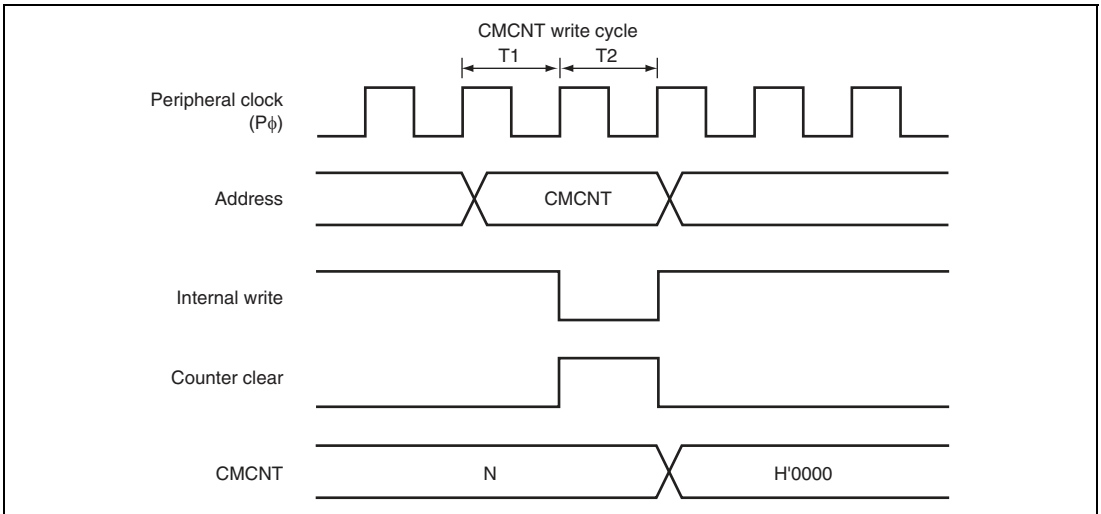 CMCNT write cycle
T1 T2
Peripheral clock
(Pϕ)
Address
CMCNT
Internal write
Counter clear
CMCNT
N
H'0000